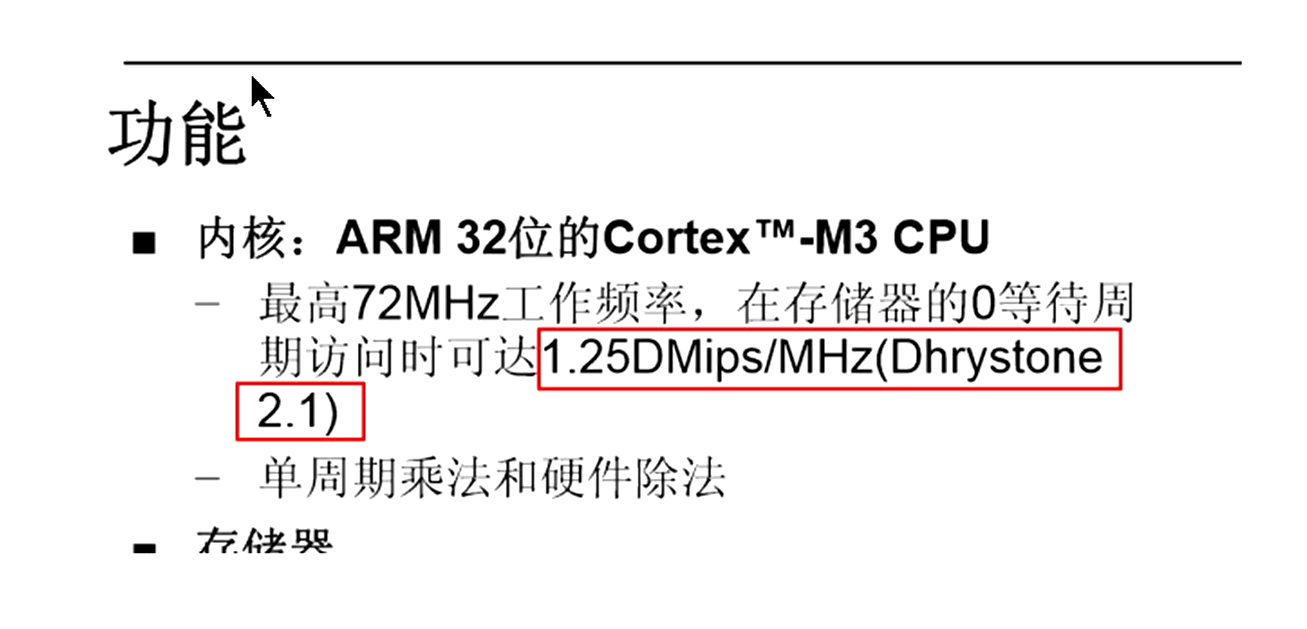 功能
■ 内核：ARM 32位的Cortex™-M3 CPU
– 最高72MHz工作频率，在存储器的0等待周
期访问时可达1.25DMips/MHz(Dhrystone
2.1)
– 单周期乘法和硬件除法
■ 存储器